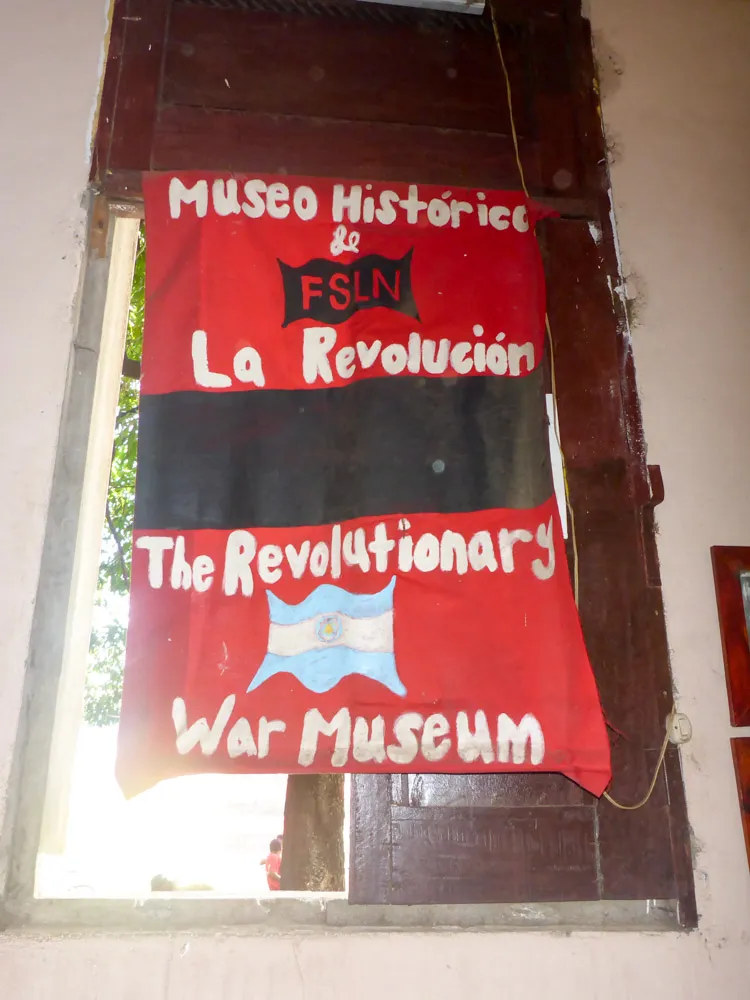 Museo Histórico
de
FSLN
La Revolución
The Revolutionary
War Museum